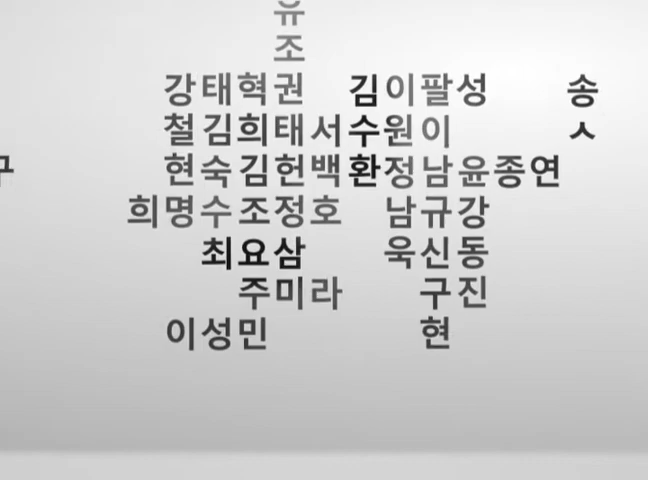 유
조
강태혁권 김이팔성 송
철김희태서수원이
현숙김헌백환정남윤종연
희명수조정호 남규강
최요삼 욱신동
주미라 구진
이성민 현